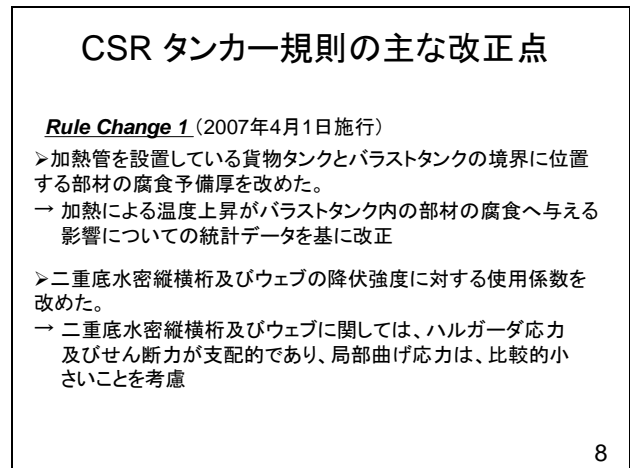 CSR タンカー規則の主な改正点
Rule Change 1（2007年4月1日施行）
➢加熱管を設置している貨物タンクとバラストタンクの境界に位置
する部材の腐食予備厚を改めた。
→ 加熱による温度上昇がバラストタンク内の部材の腐食へ与える
影響についての統計データを基に改正
➢二重底水密縦横桁及びウェブの降伏強度に対する使用係数を
改めた。
→ 二重底水密縦横桁及びウェブに関しては、ハルガーダ応力
及びせん断力が支配的であり、局部曲げ応力は、比較的小
さいことを考慮
8